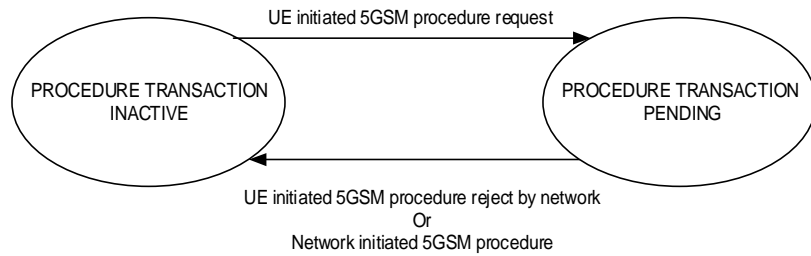 UE initiated 5GSM procedure request
PROCEDURE TRANSACTION
INACTIVE
PROCEDURE TRANSACTION
PENDING
UE initiated 5GSM procedure reject by network
Or
Network initiated 5GSM procedure